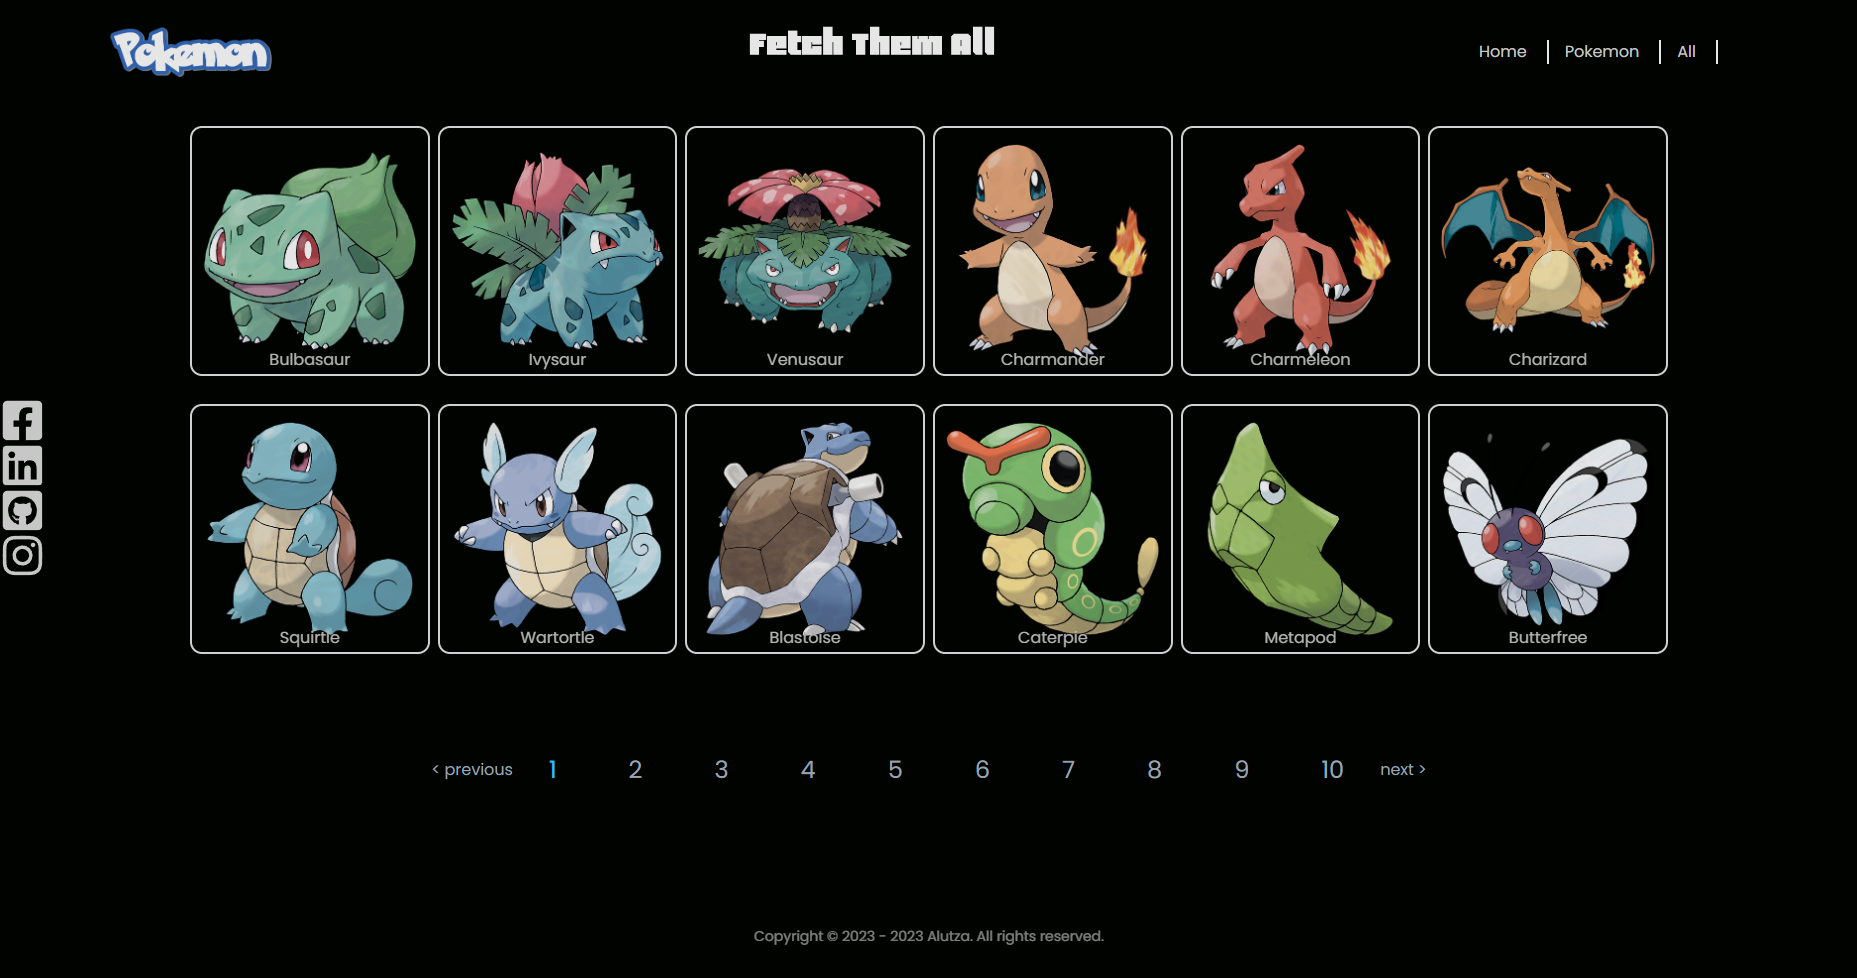 Pokemon
Fetch Them All
Home
Pokemon
All
Bulbasaur
Ivysaur
Venusaur
Charmander
Charmeleon
Charizard
Squirtle
Wartortle
Blastoise
Caterpie
Metapod
Butterfree
< previous 1 2 3 4 5 6 7 8 9 10 next >
Copyright © 2023 - 2023 Alutza. All rights reserved.